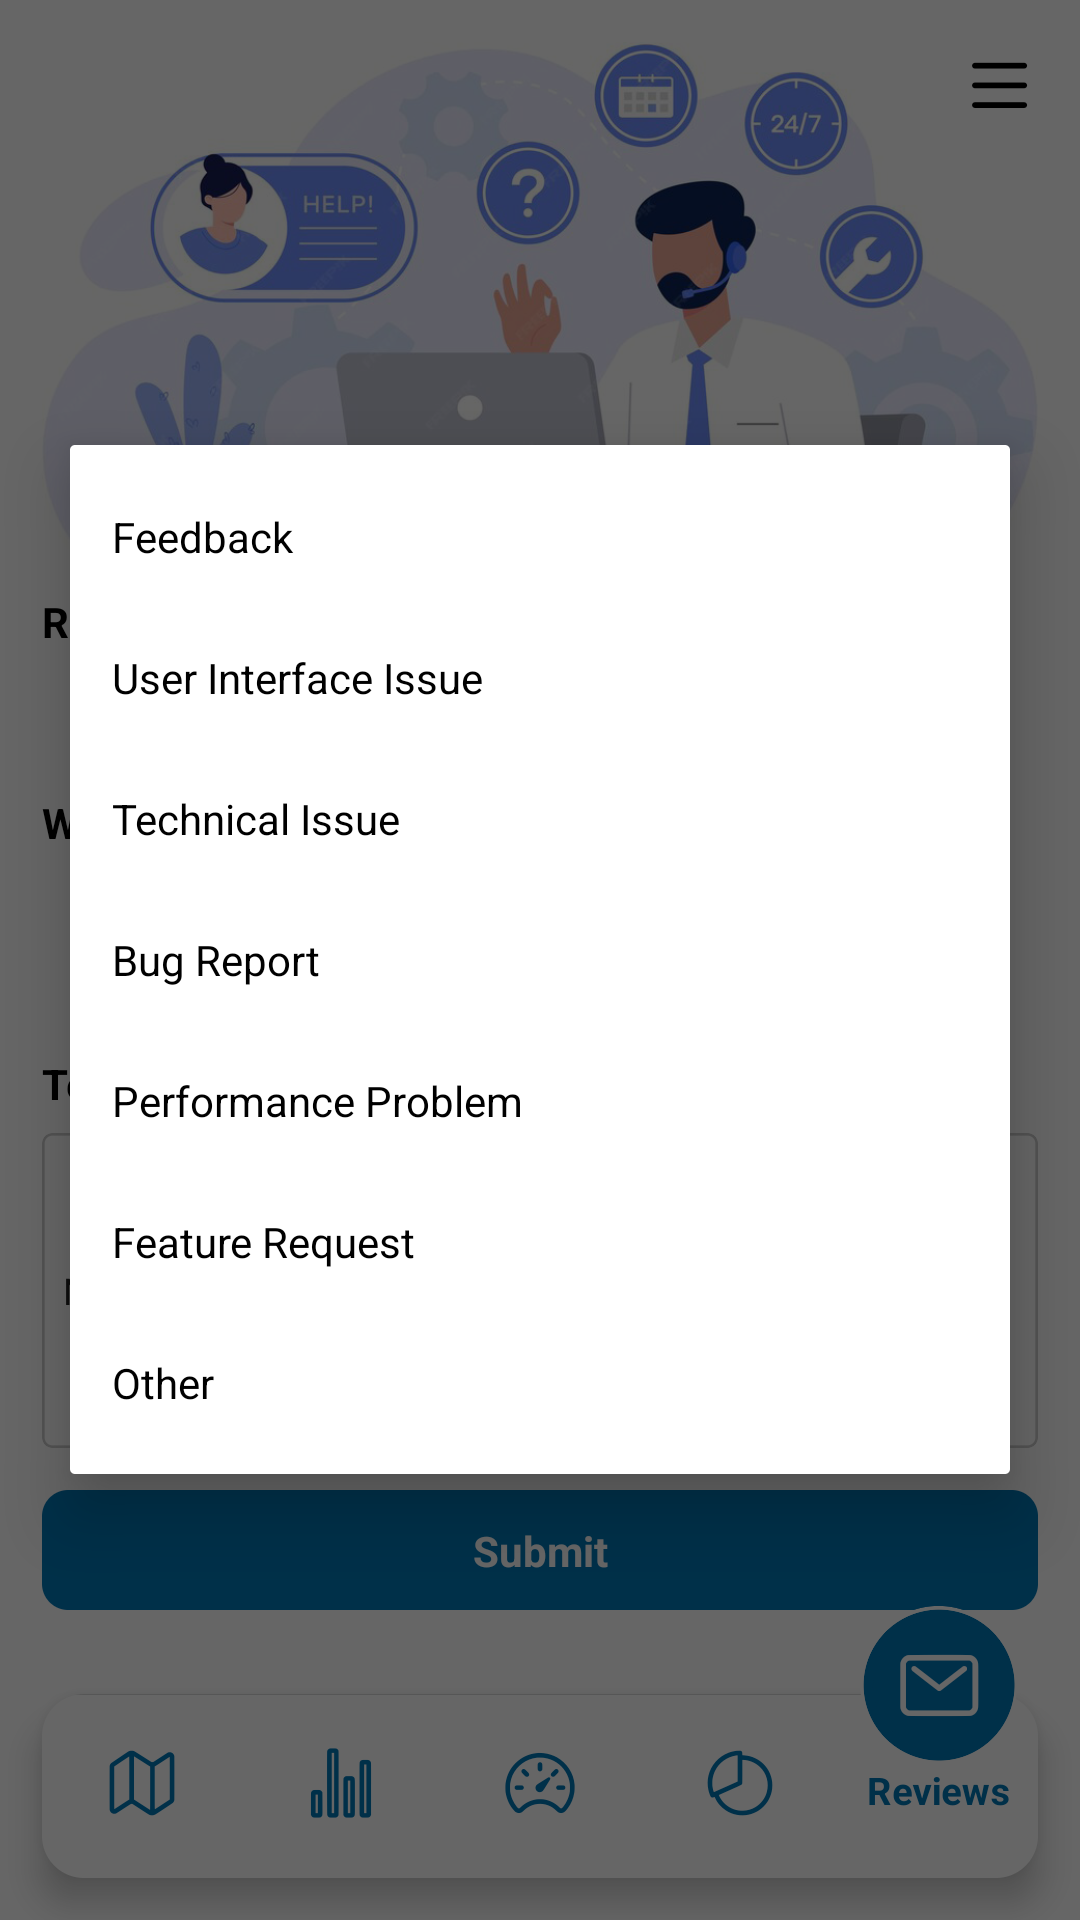 24/7
HELP!
Feedback
User Interface Issue
Technical Issue
Bug Report
Performance Problem
Feature Request
Other
Submit
Reviews